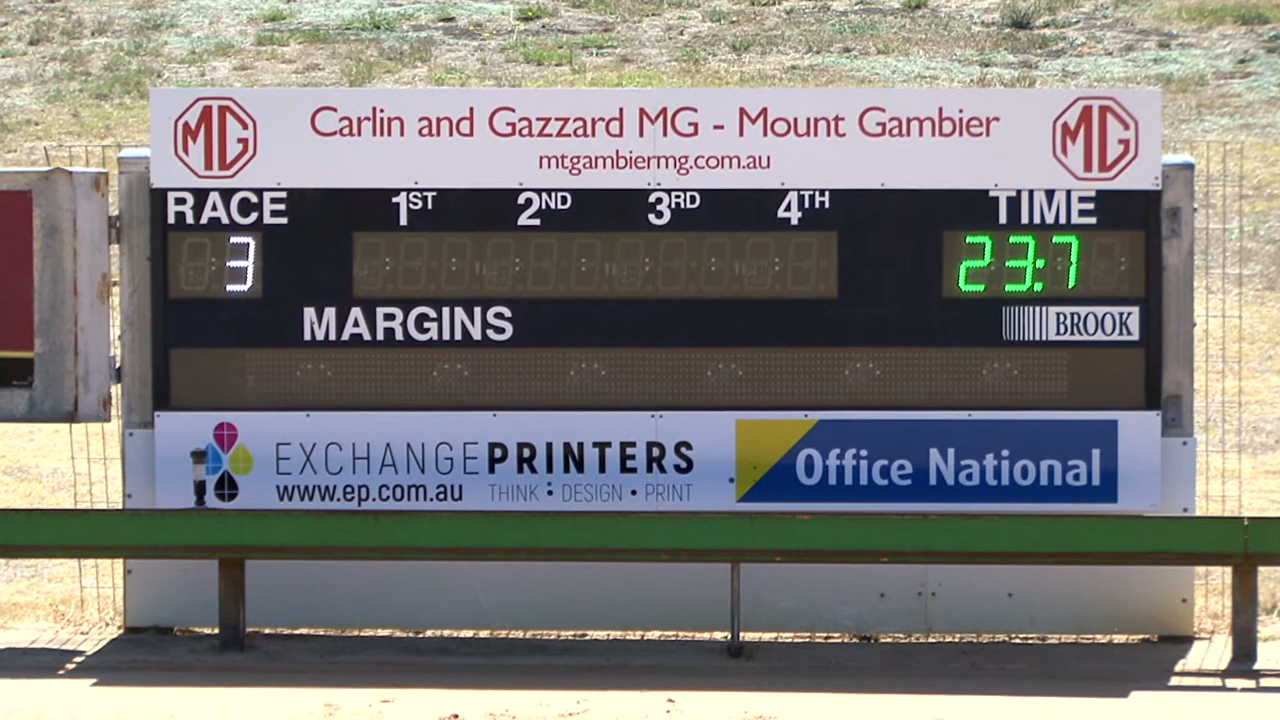 MG Carlin and Gazzard MG - Mount Gambier MG
mtgambiermg.com.au
RACE 1ST 2ND 3RD 4TH TIME
3 23:7
MARGINS BROOK
EXCHANGEPRINTERS Office National
www.ep.com.au THINK : DESIGN • PRINT